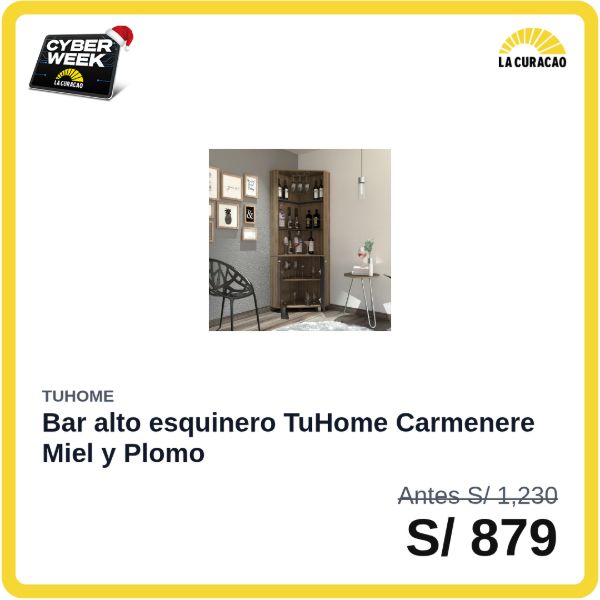 CYBER
WEEK
LA CURACAO
LA CURACAO
&
TUHOME
Bar alto esquinero TuHome Carmenere
Miel y Plomo
Antes S/ 1,230
S/ 879